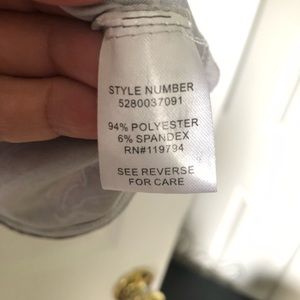 STYLE NUMBER
5280037091
94% POLYESTER
6% SPANDEX
RN#119794
SEE REVERSE
FOR CARE